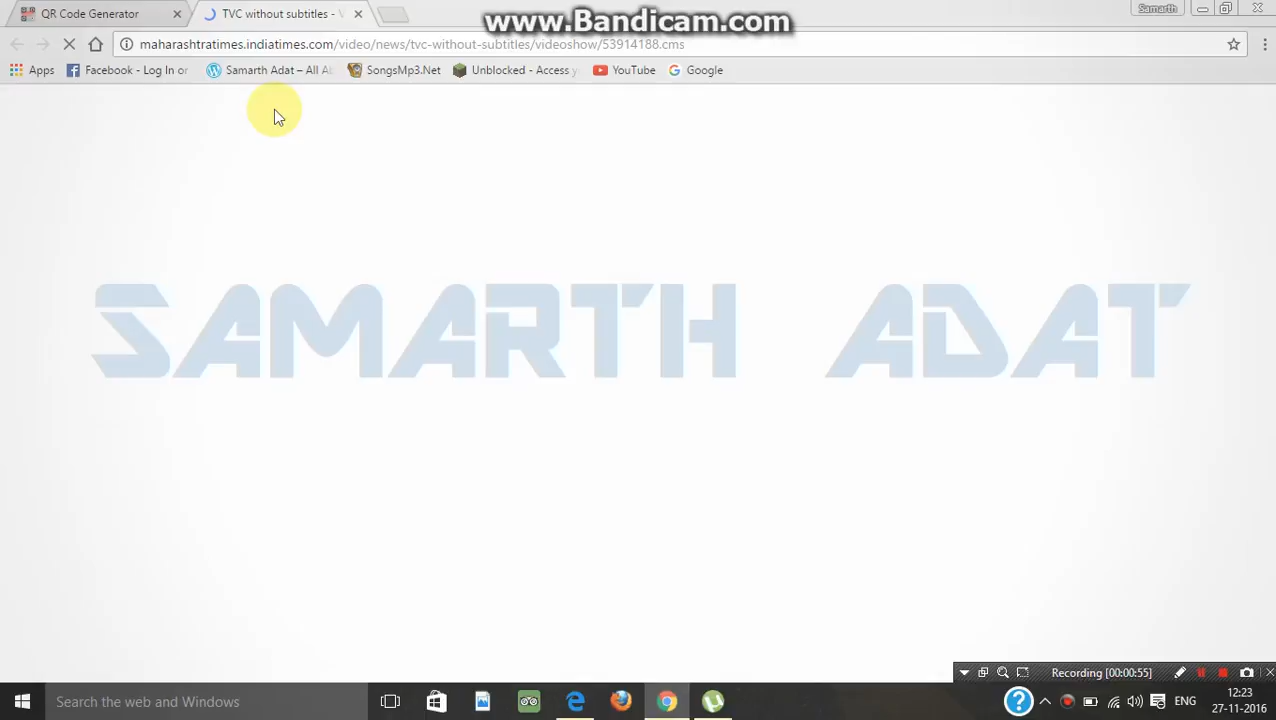 www.Bandicam.com
QR Code Generator
TVC without subtitles - V
Samarth
maharashtratimes.indiatimes.com/video/news/tvc-without-subtitles/videoshow/53914188.cms
Apps
Facebook - Log In or
Samarth Adat – All Ab
SongsMp3.Net
Unblocked - Access y
YouTube
Google
SAMARTH ADAT
Recording [00:00:55]
Search the web and Windows
ENG
12:23
27-11-2016